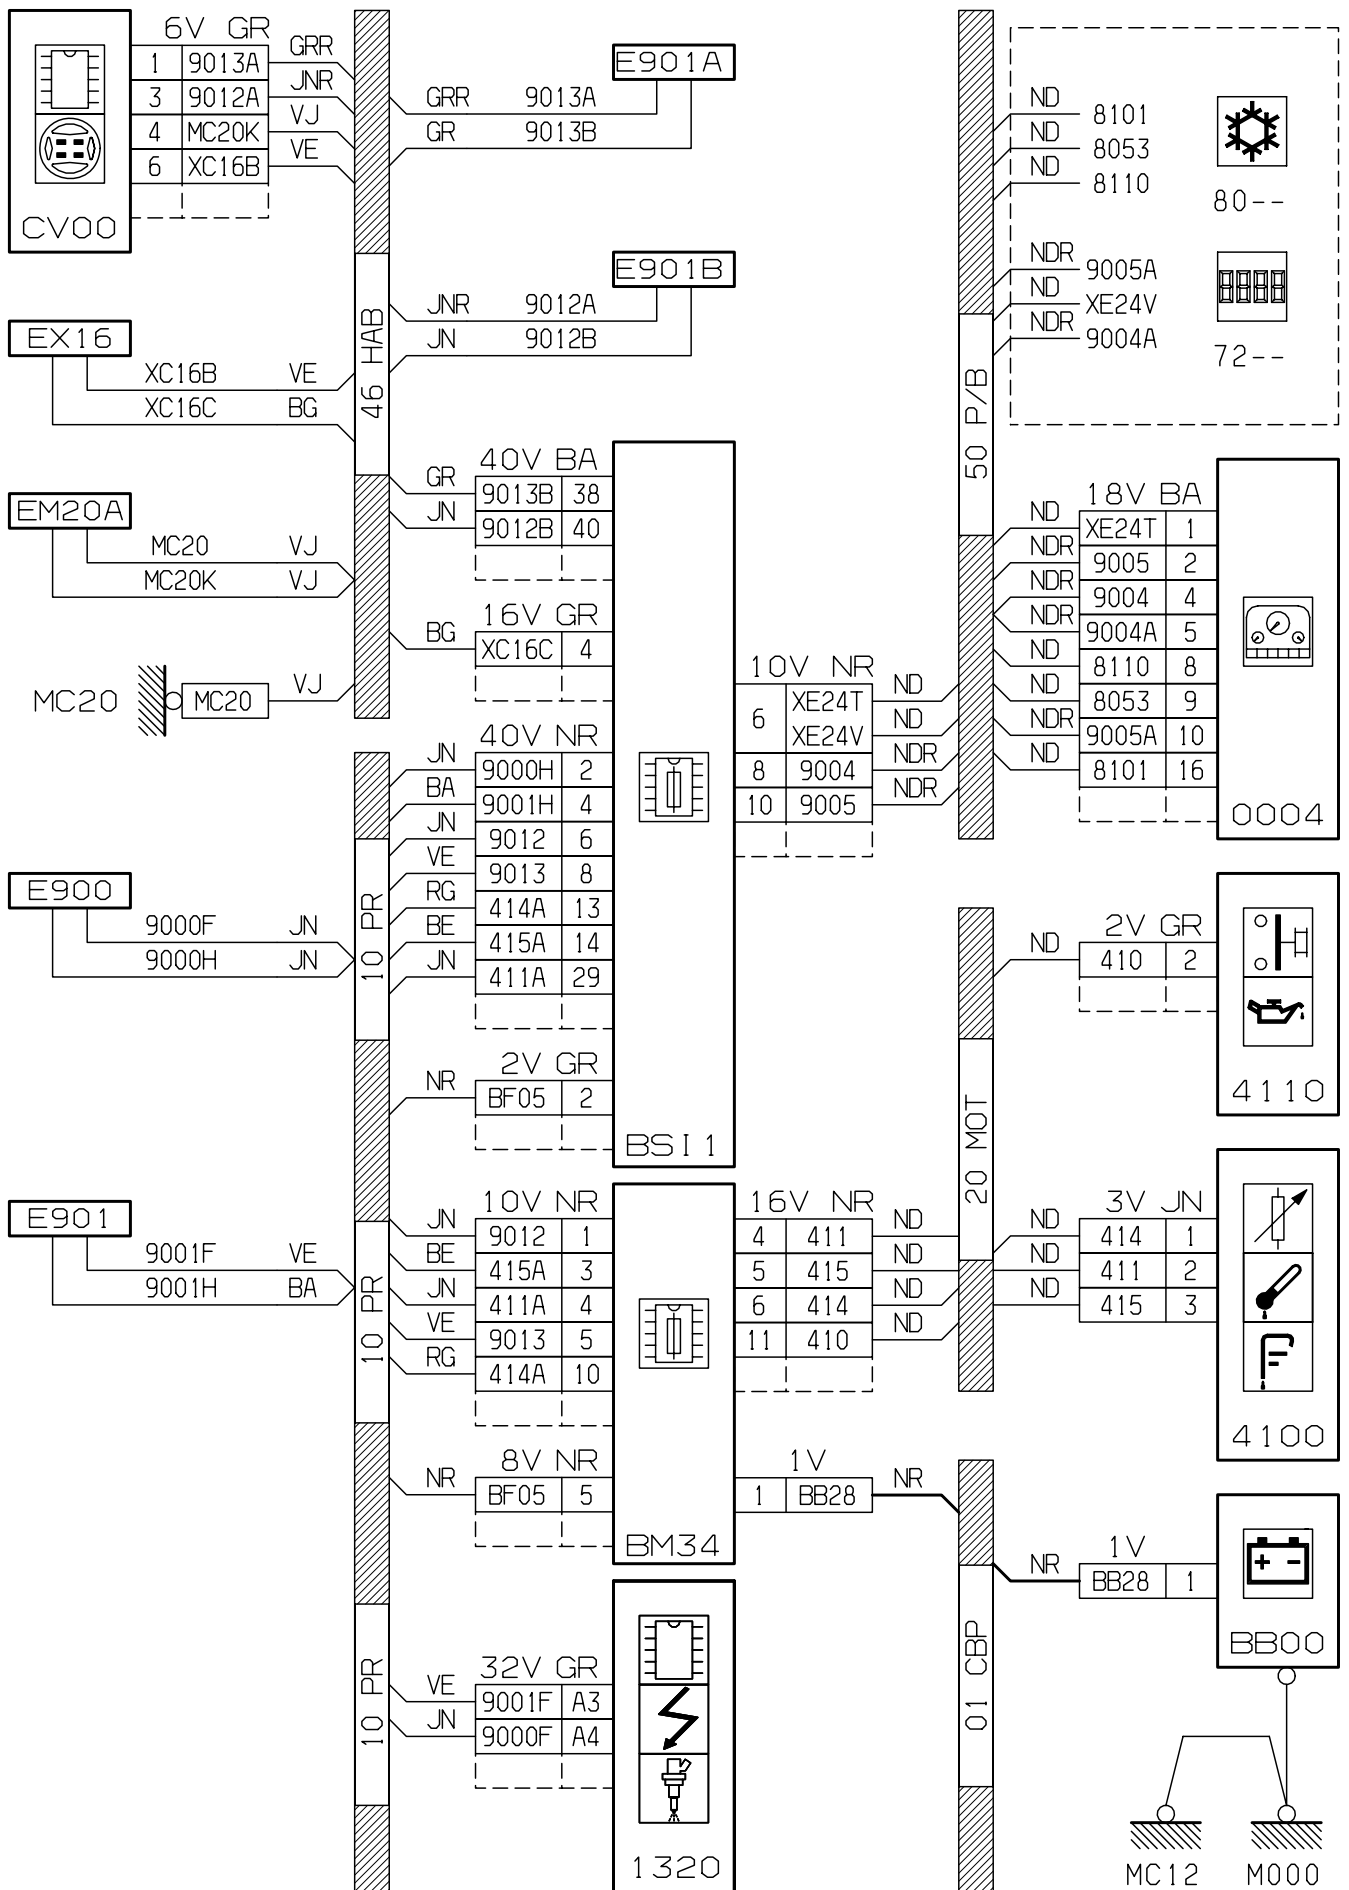 6V GR
1 9013A GRR
3 9012A JNR
4 MC20K VJ
6 XC16B VE
CV00
EX16
XC16B VE
XC16C BG
EM20A
MC20 VJ
MC20K VJ
MC20 MC20 VJ
E900
9000F JN
9000H JN
E901
9001F VE
9001H BA
46 HAB
10 PR
10 PR
10 PR
E901A
GRR 9013A
GR 9013B
E901B
JNR 9012A
JN 9012B
40V BA
GR 9013B 38
JN 9012B 40
16V GR
BG XC16C 4
40V NR
JN 9000H 2
BA 9001H 4
JN 9012 6
VE 9013 8
RG 414A 13
BE 415A 14
JN 411A 29
2V GR
NR BF05 2
BSI1
10V NR
6 XE24T ND
XE24V ND
8 9004 NDR
10 9005 NDR
10V NR
JN 9012 1
BE 415A 3
JN 411A 4
VE 9013 5
RG 414A 10
8V NR
NR BF05 5
BM34
16V NR
4 411 ND
5 415 ND
6 414 ND
11 410 ND
1V
1 BB28 NR
32V GR
VE 9001F A3
JN 9000F A4
1320
50 P/B
20 MOT
01 CBP
ND 8101
ND 8053
ND 8110
80--
NDR 9005A
ND XE24V
NDR 9004A
72--
18V BA
ND XE24T 1
NDR 9005 2
NDR 9004 4
NDR 9004A 5
ND 8110 8
ND 8053 9
NDR 9005A 10
ND 8101 16
0004
2V GR
ND 410 2
4110
3V JN
ND 414 1
ND 411 2
ND 415 3
4100
1V
NR BB28 1
+ -
BB00
MC12 M000